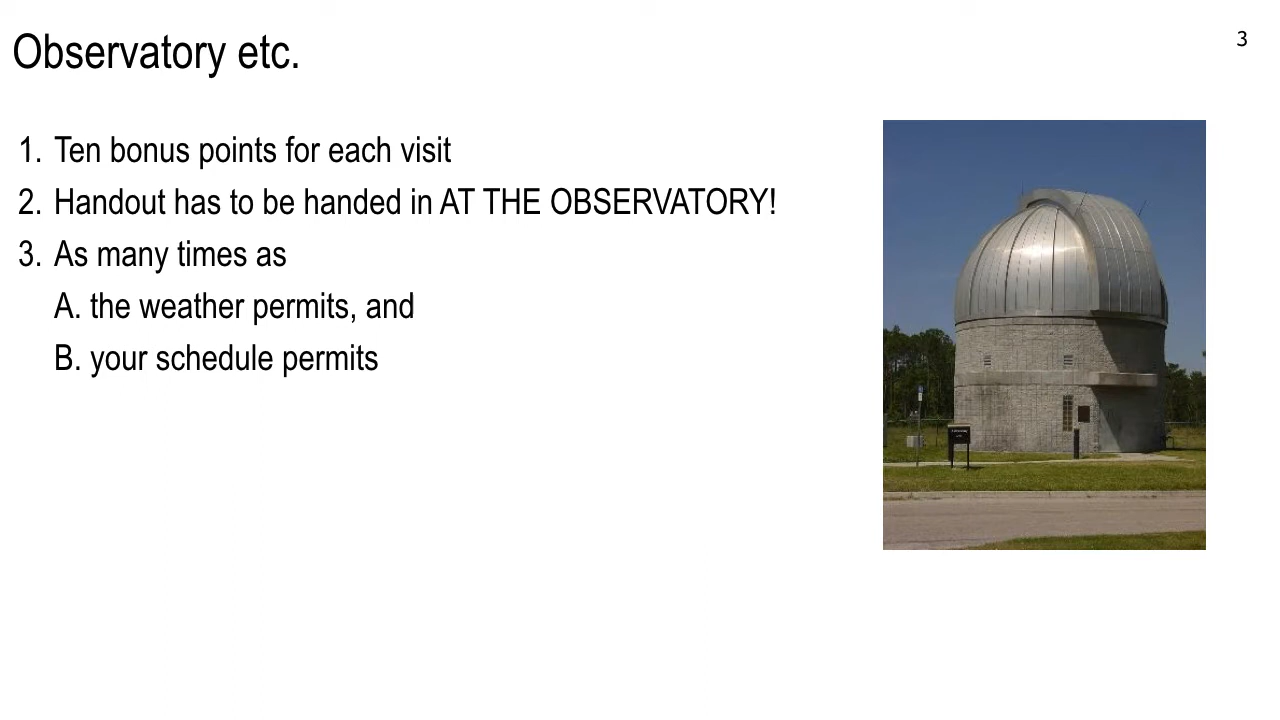 Observatory etc.
3
1. Ten bonus points for each visit
2. Handout has to be handed in AT THE OBSERVATORY!
3. As many times as
A. the weather permits, and
B. your schedule permits